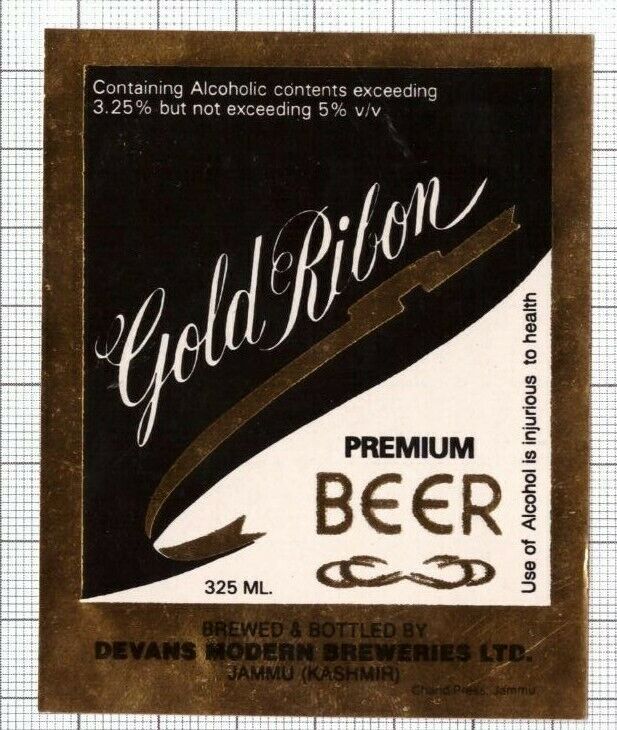 Containing Alcoholic contents exceeding
3.25% but not exceeding 5% v/v
Gold Ribon
PREMIUM
BEER
325 ML.
Use of Alcohol is injurious to health
BREWED & BOTTLED BY
DEVANS MODERN BREWERIES LTD.
JAMMU (KASHMIR)
Chand Press, Jammu